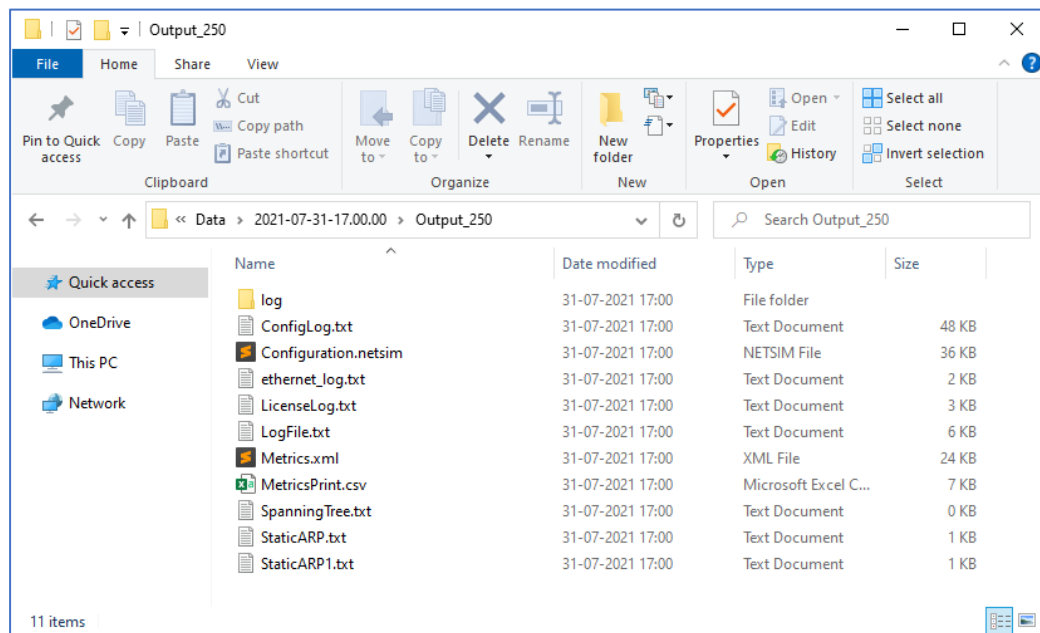 Output_250
File Home Share View
Pin to Quick access
Copy
Paste
Cut
Copy path
Paste shortcut
Clipboard
Move to
Copy to
Delete
Rename
Organize
New folder
New
Properties
Open
Edit
History
Open
Select all
Select none
Invert selection
Select
« Data > 2021-07-31-17.00.00 > Output_250
Search Output_250
Quick access
OneDrive
This PC
Network
Name Date modified Type Size
log 31-07-2021 17:00 File folder
ConfigLog.txt 31-07-2021 17:00 Text Document 48 KB
Configuration.netsim 31-07-2021 17:00 NETSIM File 36 KB
ethernet_log.txt 31-07-2021 17:00 Text Document 2 KB
LicenseLog.txt 31-07-2021 17:00 Text Document 3 KB
LogFile.txt 31-07-2021 17:00 Text Document 6 KB
Metrics.xml 31-07-2021 17:00 XML File 24 KB
MetricsPrint.csv 31-07-2021 17:00 Microsoft Excel C... 7 KB
SpanningTree.txt 31-07-2021 17:00 Text Document 0 KB
StaticARP.txt 31-07-2021 17:00 Text Document 1 KB
StaticARP1.txt 31-07-2021 17:00 Text Document 1 KB
11 items